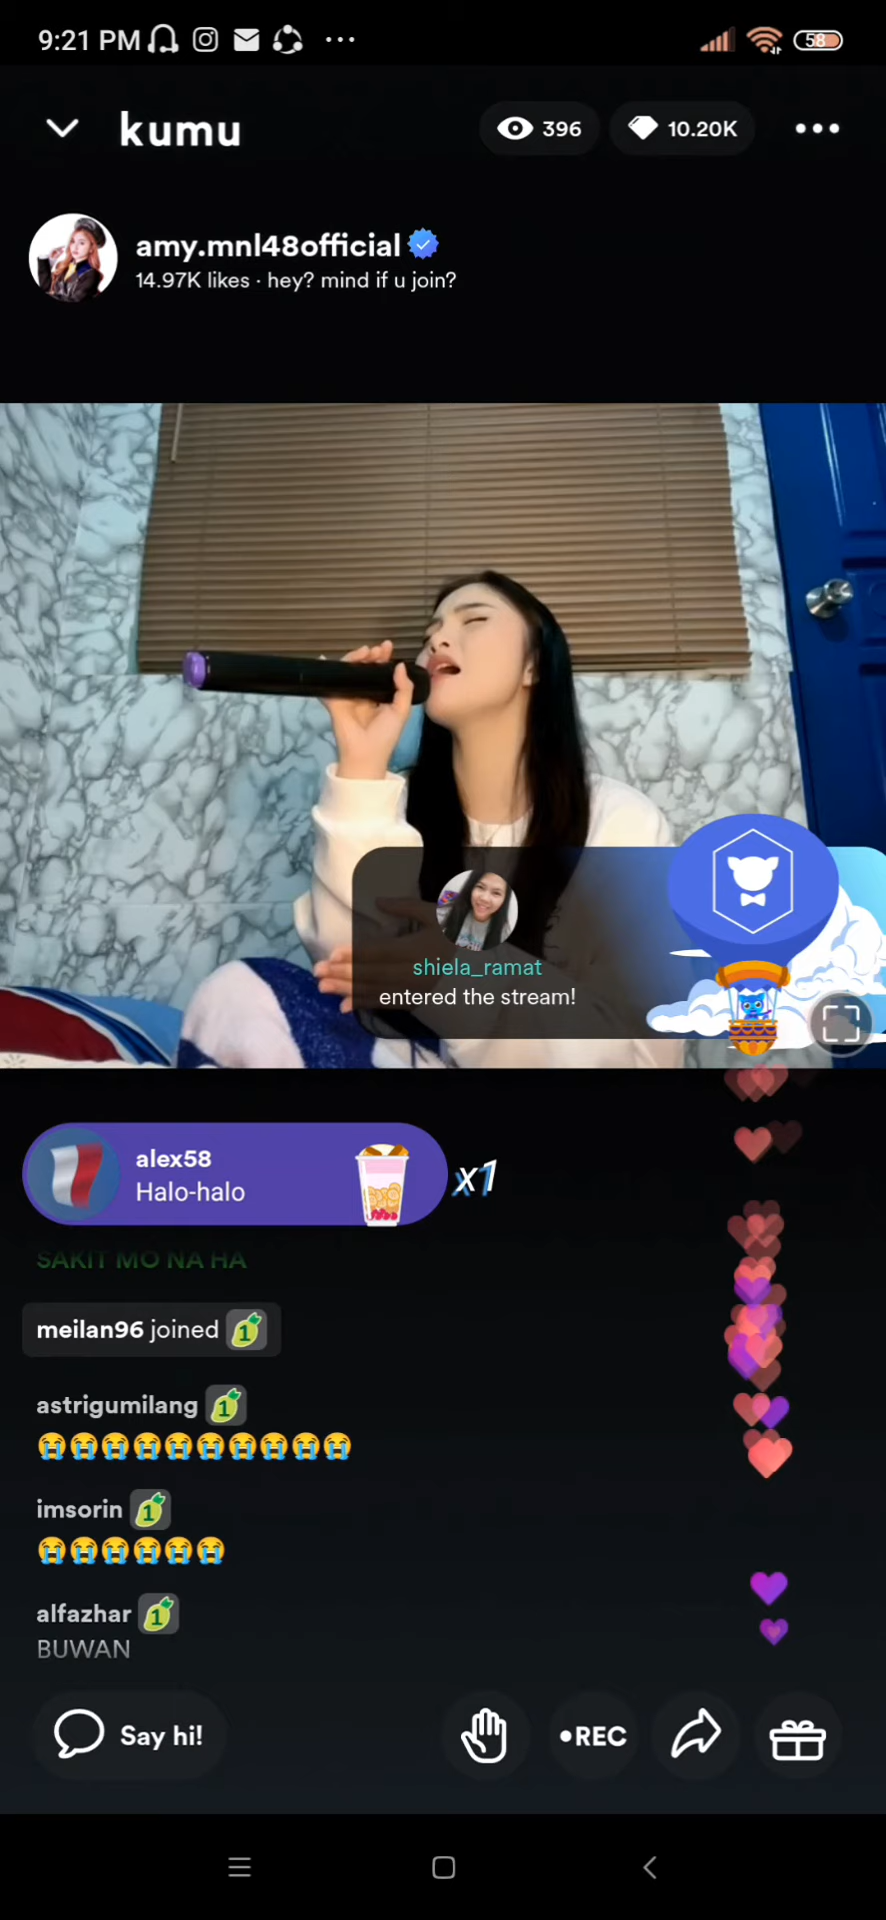 9:21 PM
58
kumu
396
10.20K
amy.mnl48official
14.97K likes · hey? mind if u join?
shiela_ramat
entered the stream!
alex58
Halo-halo
x1
SAKIT MO NA HA
meilan96 joined 1
astrigumilang 1
😭😭😭😭😭😭😭😭😭😭
imsorin 1
😭😭😭😭😭😭
alfazhar 1
BUWAN
Say hi!
•REC